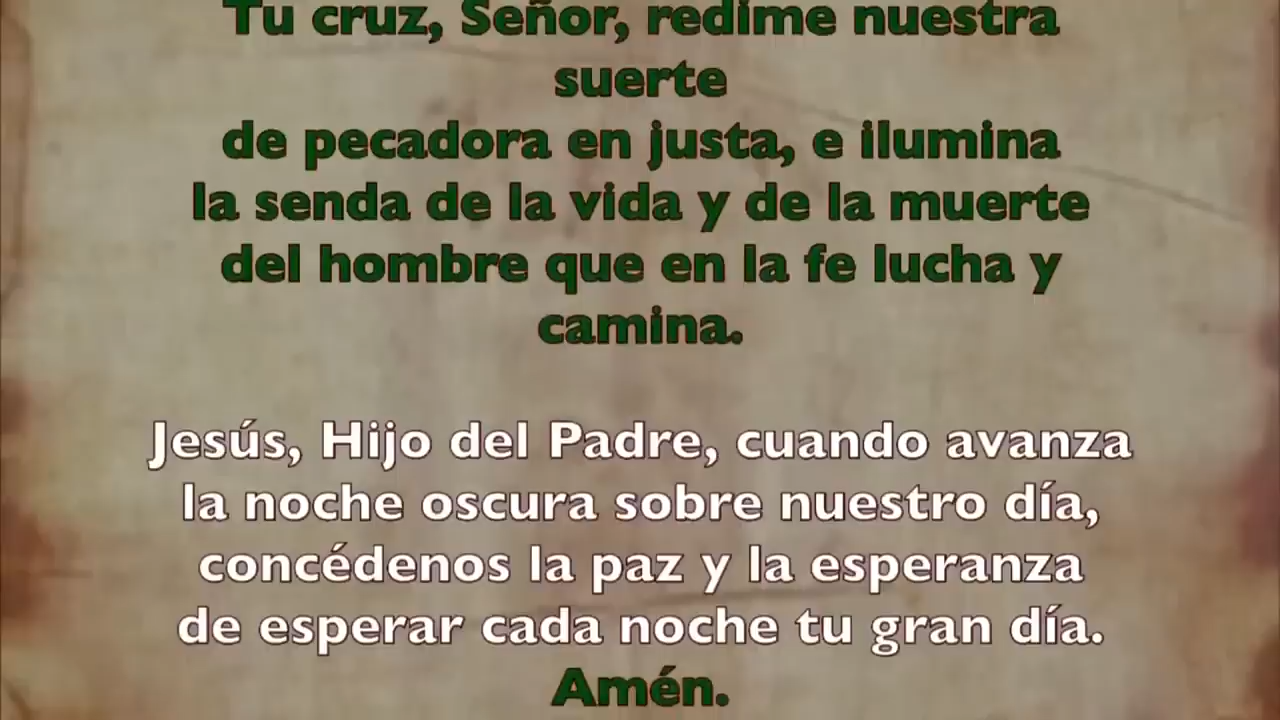 Tu cruz, Señor, redime nuestra
suerte
de pecadora en justa, e ilumina
la senda de la vida y de la muerte
del hombre que en la fe lucha y
camina.
Jesús, Hijo del Padre, cuando avanza
la noche oscura sobre nuestro día,
concédenos la paz y la esperanza
de esperar cada noche tu gran día.
Amén.